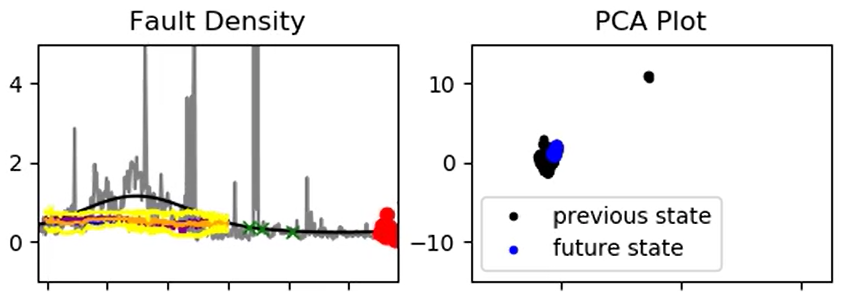 Fault Density
4
2
0
PCA Plot
10
0
−10
previous state
future state